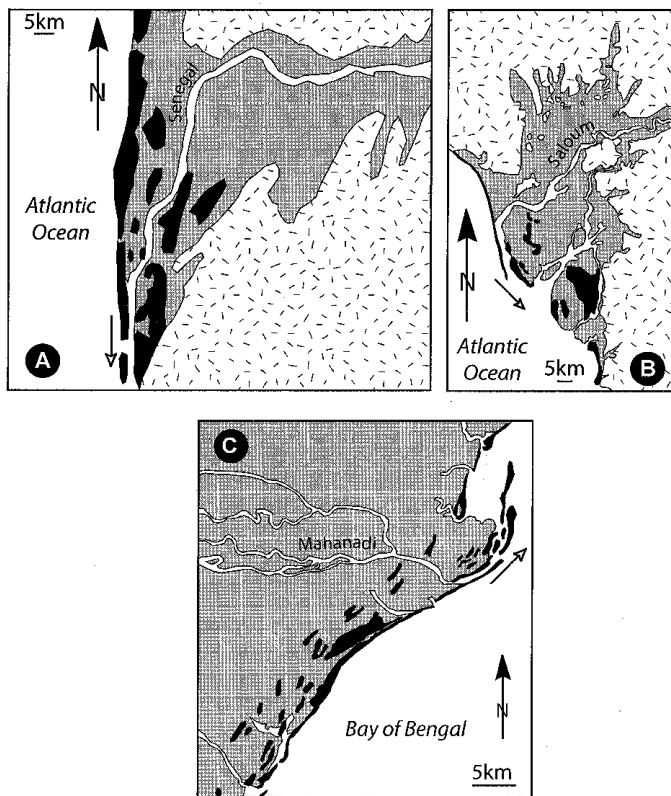 5km
N
Senegal
Atlantic
Ocean
A
B
Saloum
N
Atlantic
Ocean
5km
C
Mahanadi
N
Bay of Bengal
5km